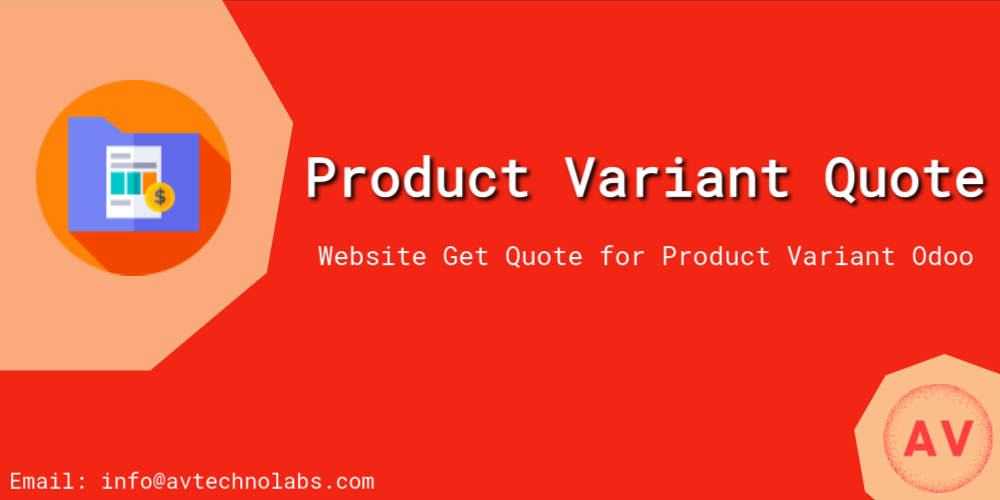 Product Variant Quote
Website Get Quote for Product Variant Odoo
$
AV
Email: info@avtechnolabs.com